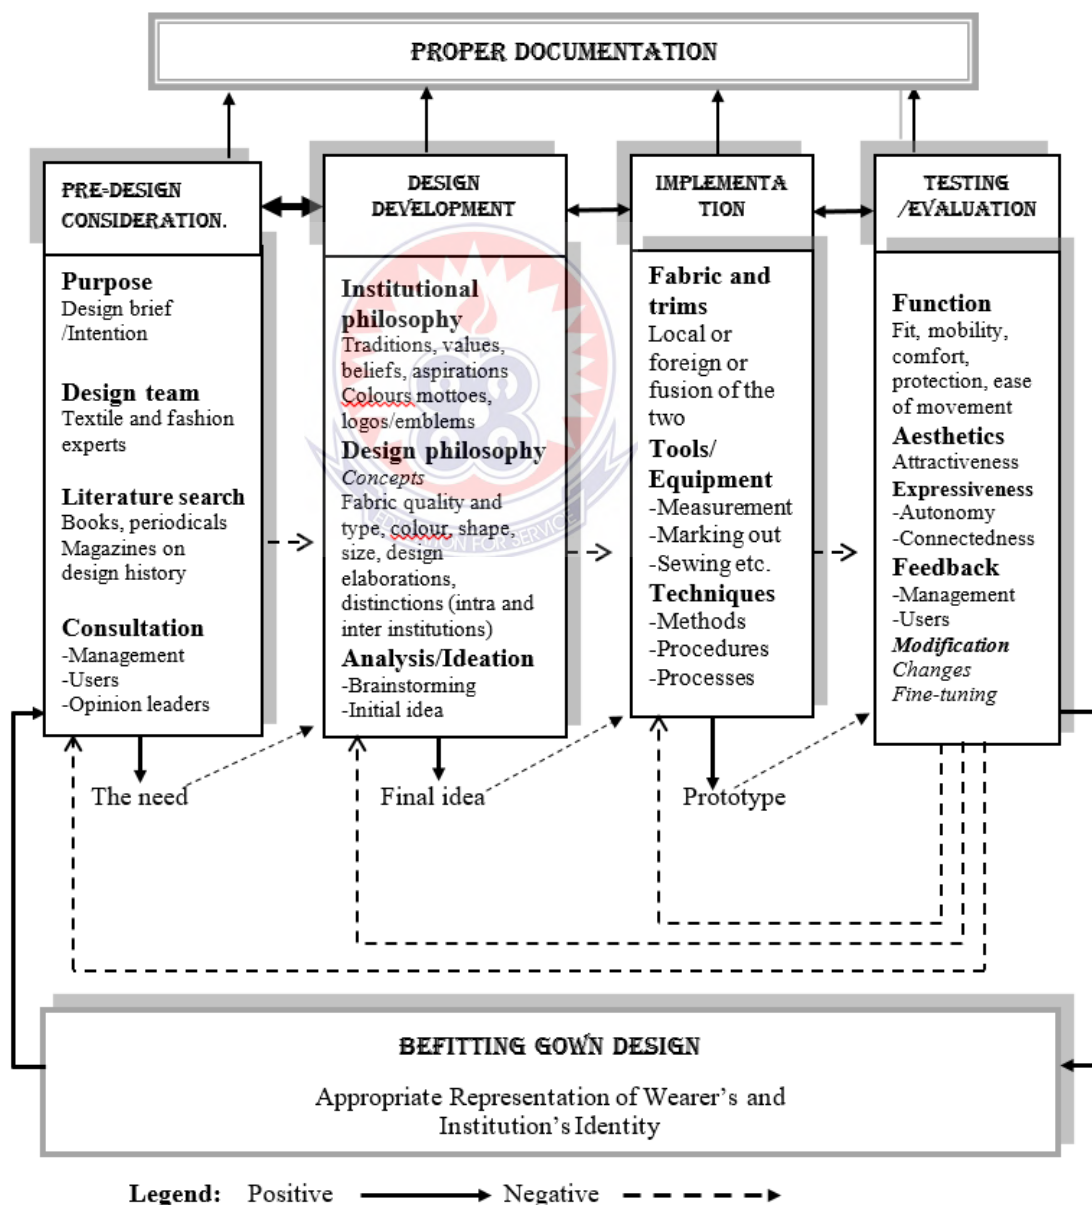 PROPER DOCUMENTATION
PRE-DESIGN
CONSIDERATION.
Purpose
Design brief
/Intention
Design team
Textile and fashion
experts
Literature search
Books, periodicals
Magazines on
design history
Consultation
-Management
-Users
-Opinion leaders
The need
DESIGN
DEVELOPMENT
Institutional
philosophy
Traditions, values,
beliefs, aspirations
Colours mottoes,
logos/emblems
Design philosophy
Concepts
Fabric quality and
type, colour, shape,
size, design
elaborations,
distinctions (intra and
inter institutions)
Analysis/Ideation
-Brainstorming
-Initial idea
Final idea
IMPLEMENTA
TION
Fabric and
trims
Local or
foreign or
fusion of the
two
Tools/
Equipment
-Measurement
-Marking out
-Sewing etc.
Techniques
-Methods
-Procedures
-Processes
Prototype
TESTING
/EVALUATION
Function
Fit, mobility,
comfort,
protection, ease
of movement
Aesthetics
Attractiveness
Expressiveness
-Autonomy
-Connectedness
Feedback
-Management
-Users
Modification
Changes
Fine-tuning
EDUCATION FOR SERVICE
BEFITTING GOWN DESIGN
Appropriate Representation of Wearer’s and
Institution’s Identity
Legend: Positive Negative